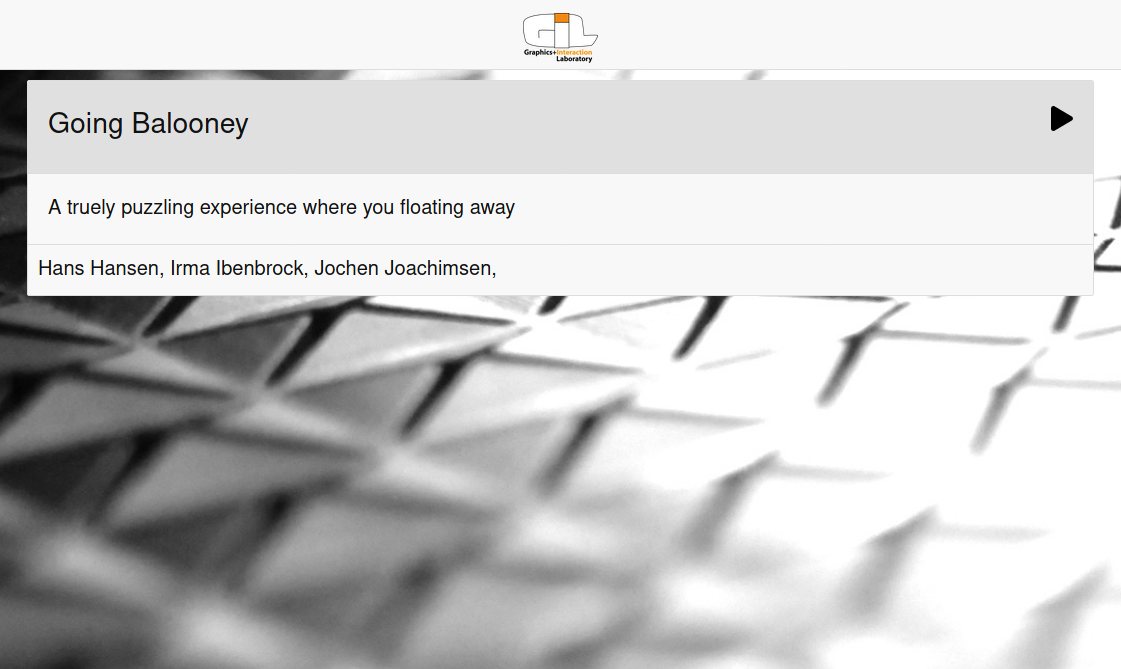 GIL
Graphics+Interaction
Laboratory
Going Balooney
A truely puzzling experience where you floating away
Hans Hansen, Irma Ibenbrock, Jochen Joachimsen,